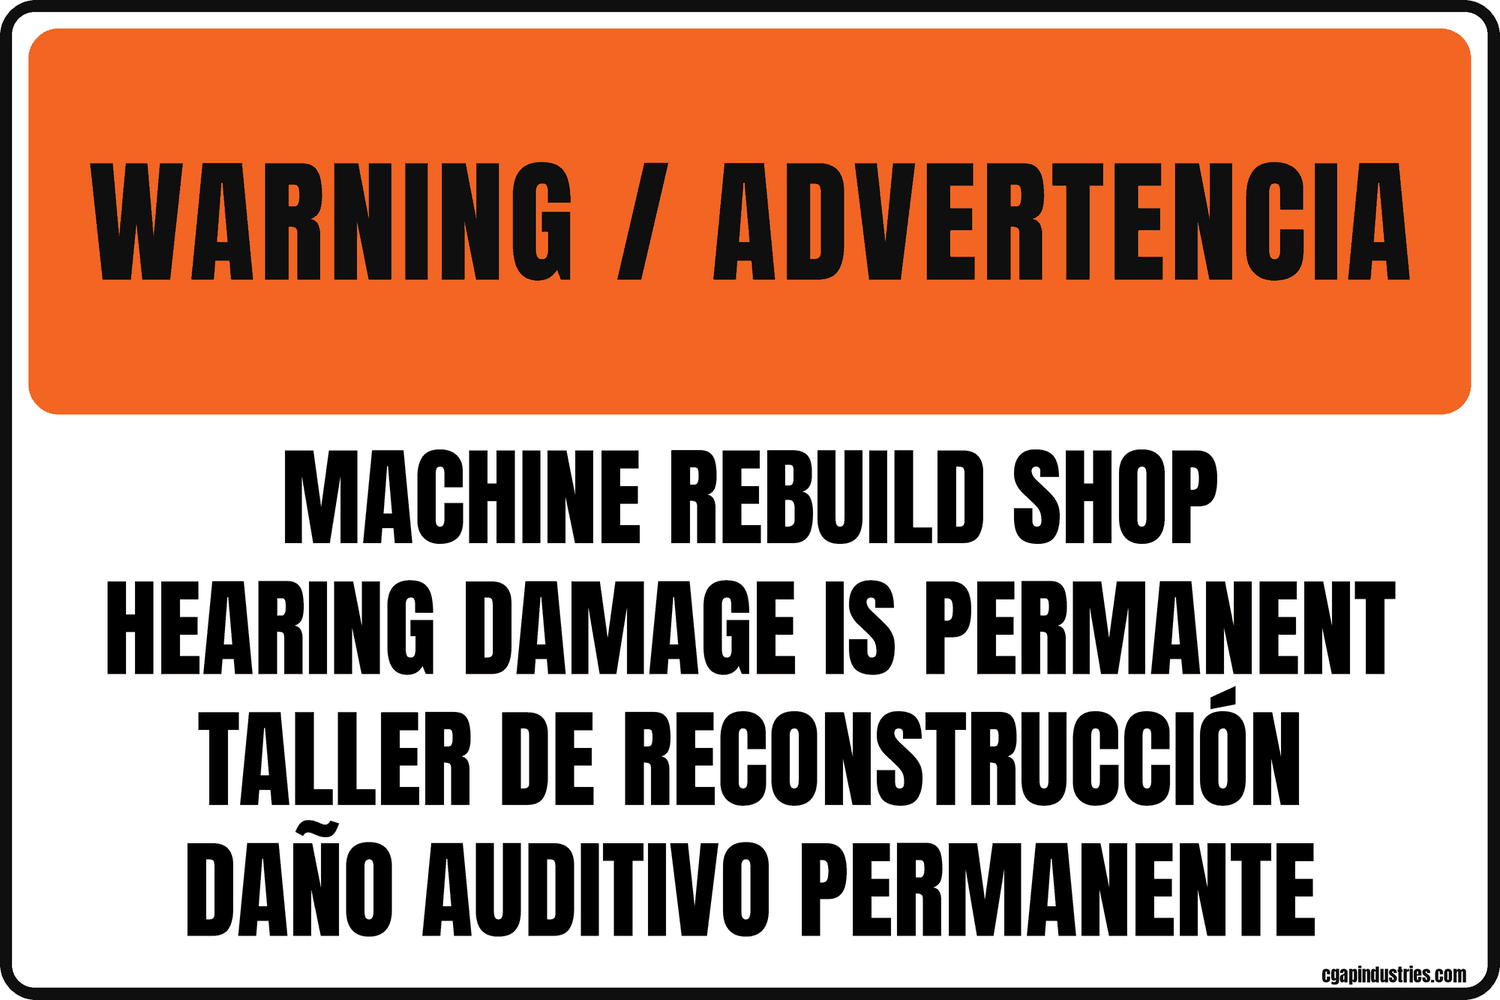 WARNING / ADVERTENCIA
MACHINE REBUILD SHOP
HEARING DAMAGE IS PERMANENT
TALLER DE RECONSTRUCCIÓN
DAÑO AUDITIVO PERMANENTE
cgapindustries.com